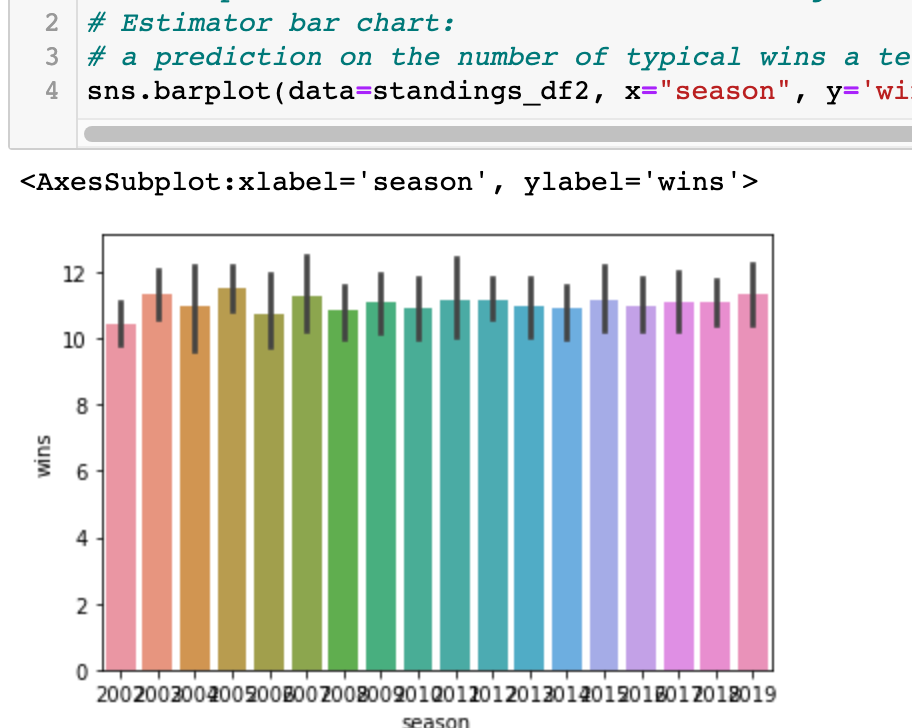 2 # Estimator bar chart:
3 # a prediction on the number of typical wins a te
4 sns.barplot(data=standings_df2, x="season", y='wi
<AxesSubplot:xlabel='season', ylabel='wins'>
12
10
8
6
4
2
0
wins
2002 2003 2004 2005 2006 2007 2008 2009 2010 2011 2012 2013 2014 2015 2016 2017 2018 2019
season